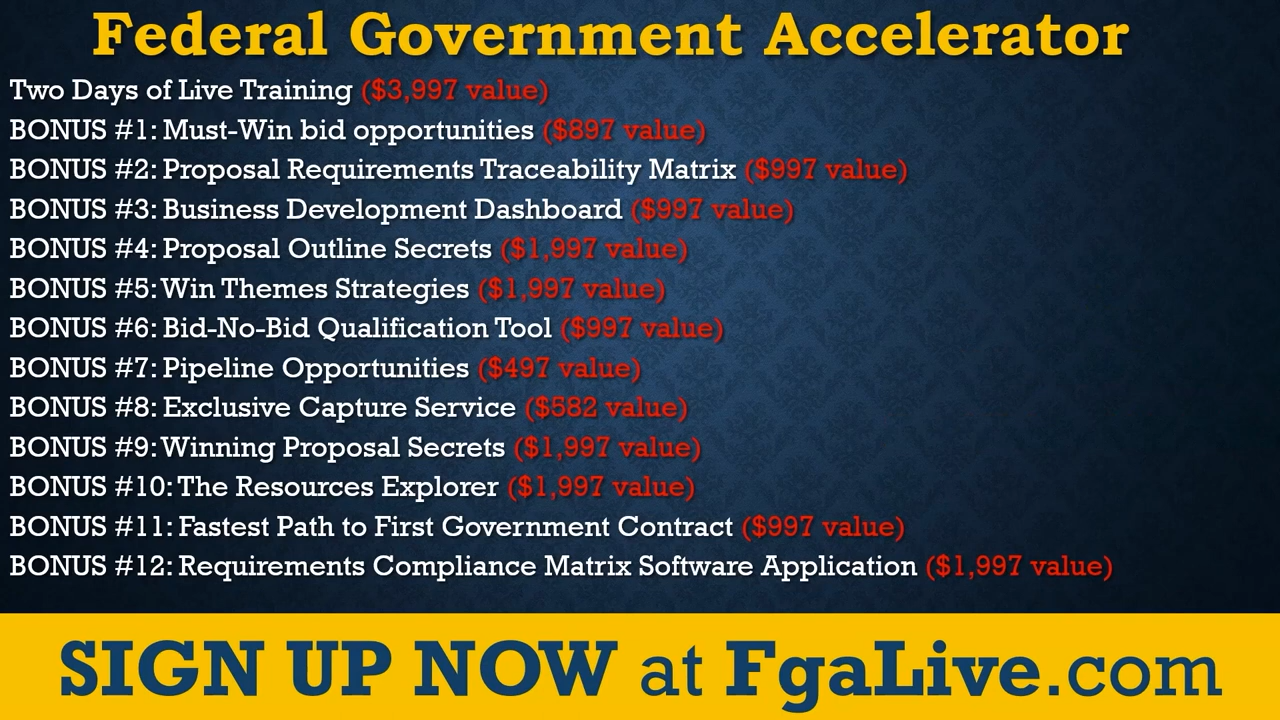 Federal Government Accelerator
Two Days of Live Training ($3,997 value)
BONUS #1: Must-Win bid opportunities ($897 value)
BONUS #2: Proposal Requirements Traceability Matrix ($997 value)
BONUS #3: Business Development Dashboard ($997 value)
BONUS #4: Proposal Outline Secrets ($1,997 value)
BONUS #5: Win Themes Strategies ($1,997 value)
BONUS #6: Bid-No-Bid Qualification Tool ($997 value)
BONUS #7: Pipeline Opportunities ($497 value)
BONUS #8: Exclusive Capture Service ($582 value)
BONUS #9: Winning Proposal Secrets ($1,997 value)
BONUS #10: The Resources Explorer ($1,997 value)
BONUS #11: Fastest Path to First Government Contract ($997 value)
BONUS #12: Requirements Compliance Matrix Software Application ($1,997 value)
SIGN UP NOW at FgaLive.com